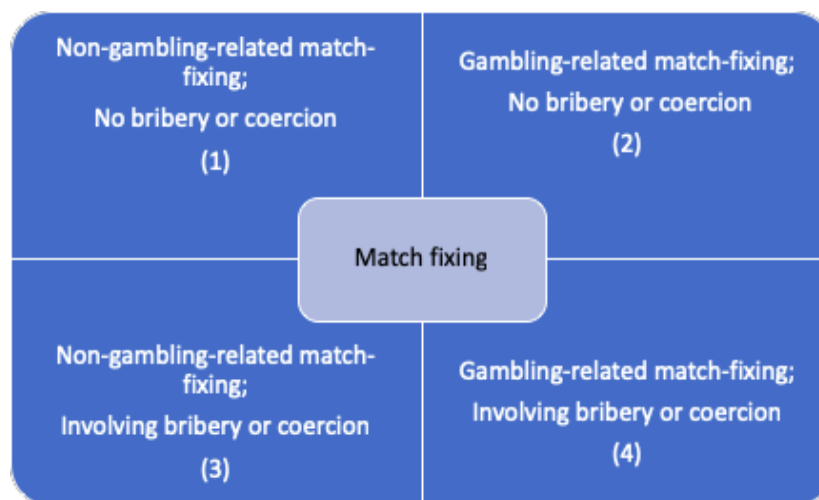 Non-gambling-related match-
fixing;
No bribery or coercion
(1)
Gambling-related match-fixing;
No bribery or coercion
(2)
Match fixing
Non-gambling-related match-
fixing;
Involving bribery or coercion
(3)
Gambling-related match-fixing;
Involving bribery or coercion
(4)